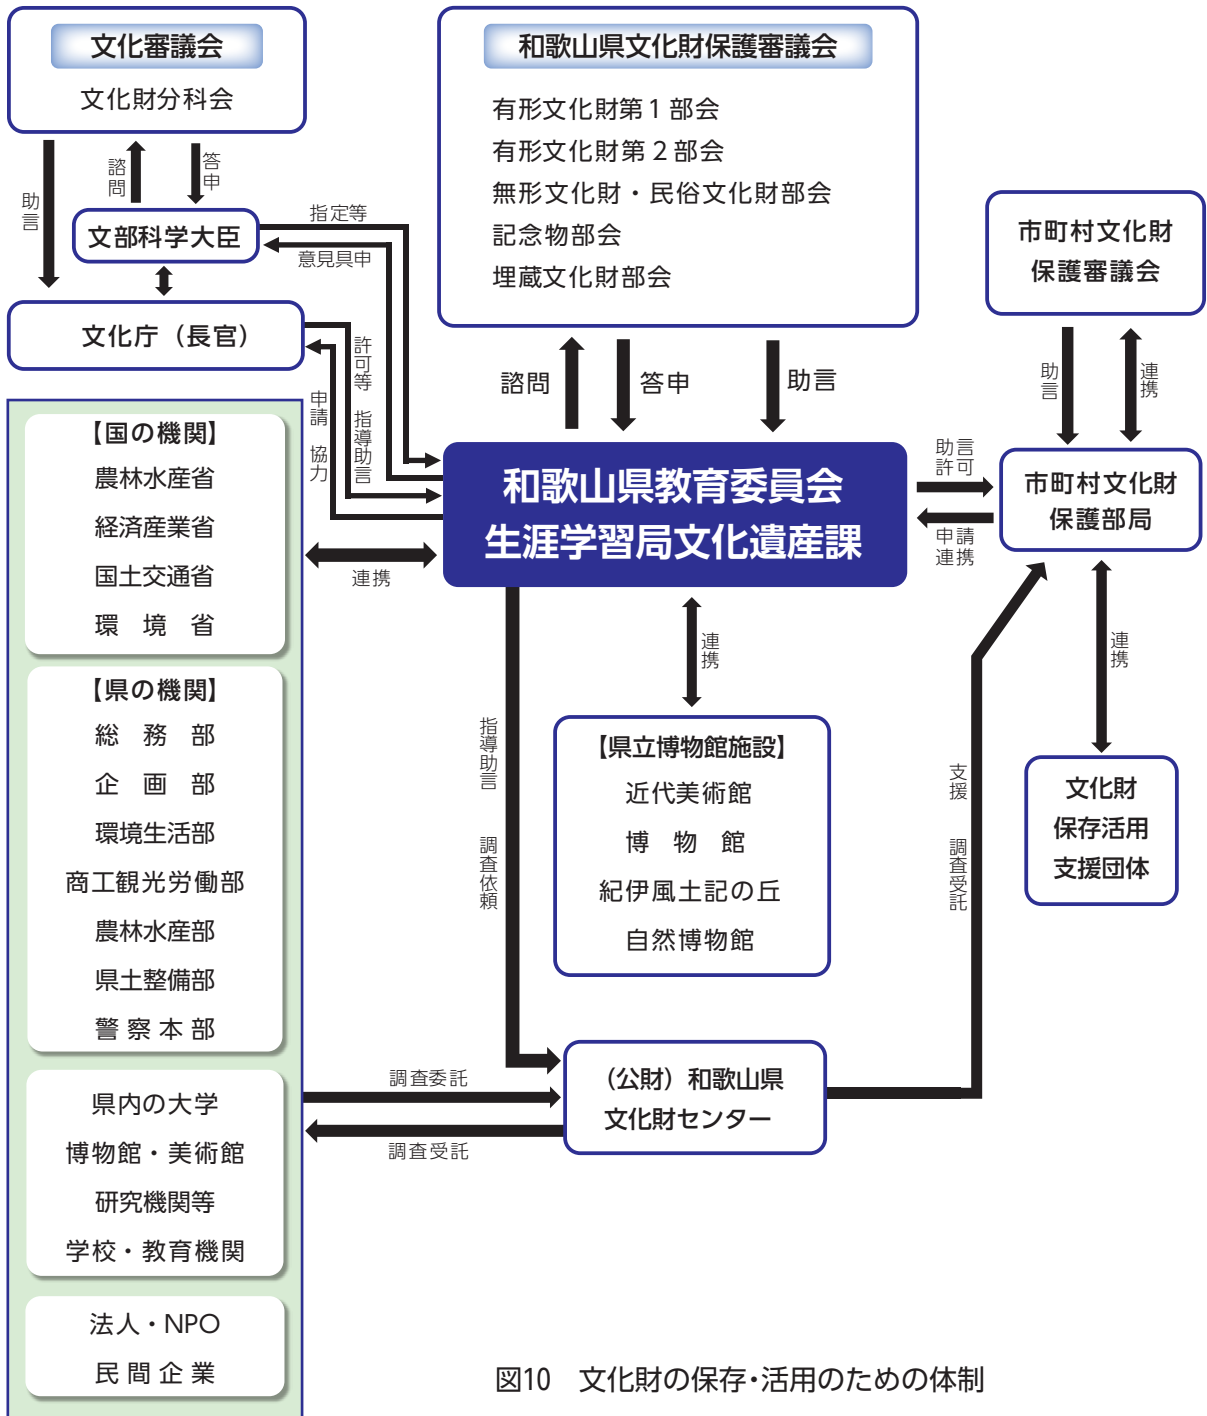 文化審議会
文化財分科会
助言
諮問
答申
文部科学大臣
指定等
意見具申
文化庁（長官）
許可等 指導助言
申請 協力
和歌山県文化財保護審議会
有形文化財第1部会
有形文化財第２部会
無形文化財・民俗文化財部会
記念物部会
埋蔵文化財部会
諮問
答申
助言
市町村文化財
保護審議会
助言
連携
和歌山県教育委員会
生涯学習局文化遺産課
助言
許可
申請
連携
市町村文化財
保護部局
連携
文化財
保存活用
支援団体
【国の機関】
農林水産省
経済産業省
国土交通省
環　境　省
連携
【県の機関】
総　務　部
企　画　部
環境生活部
商工観光労働部
農林水産部
県土整備部
警察本部
県内の大学
博物館・美術館
研究機関等
学校・教育機関
法人・NPO
民間企業
指導助言 調査依頼
連携
【県立博物館施設】
近代美術館
博　物　館
紀伊風土記の丘
自然博物館
支援 調査受託
調査委託
調査受託
（公財）和歌山県
文化財センター
図10　文化財の保存・活用のための体制